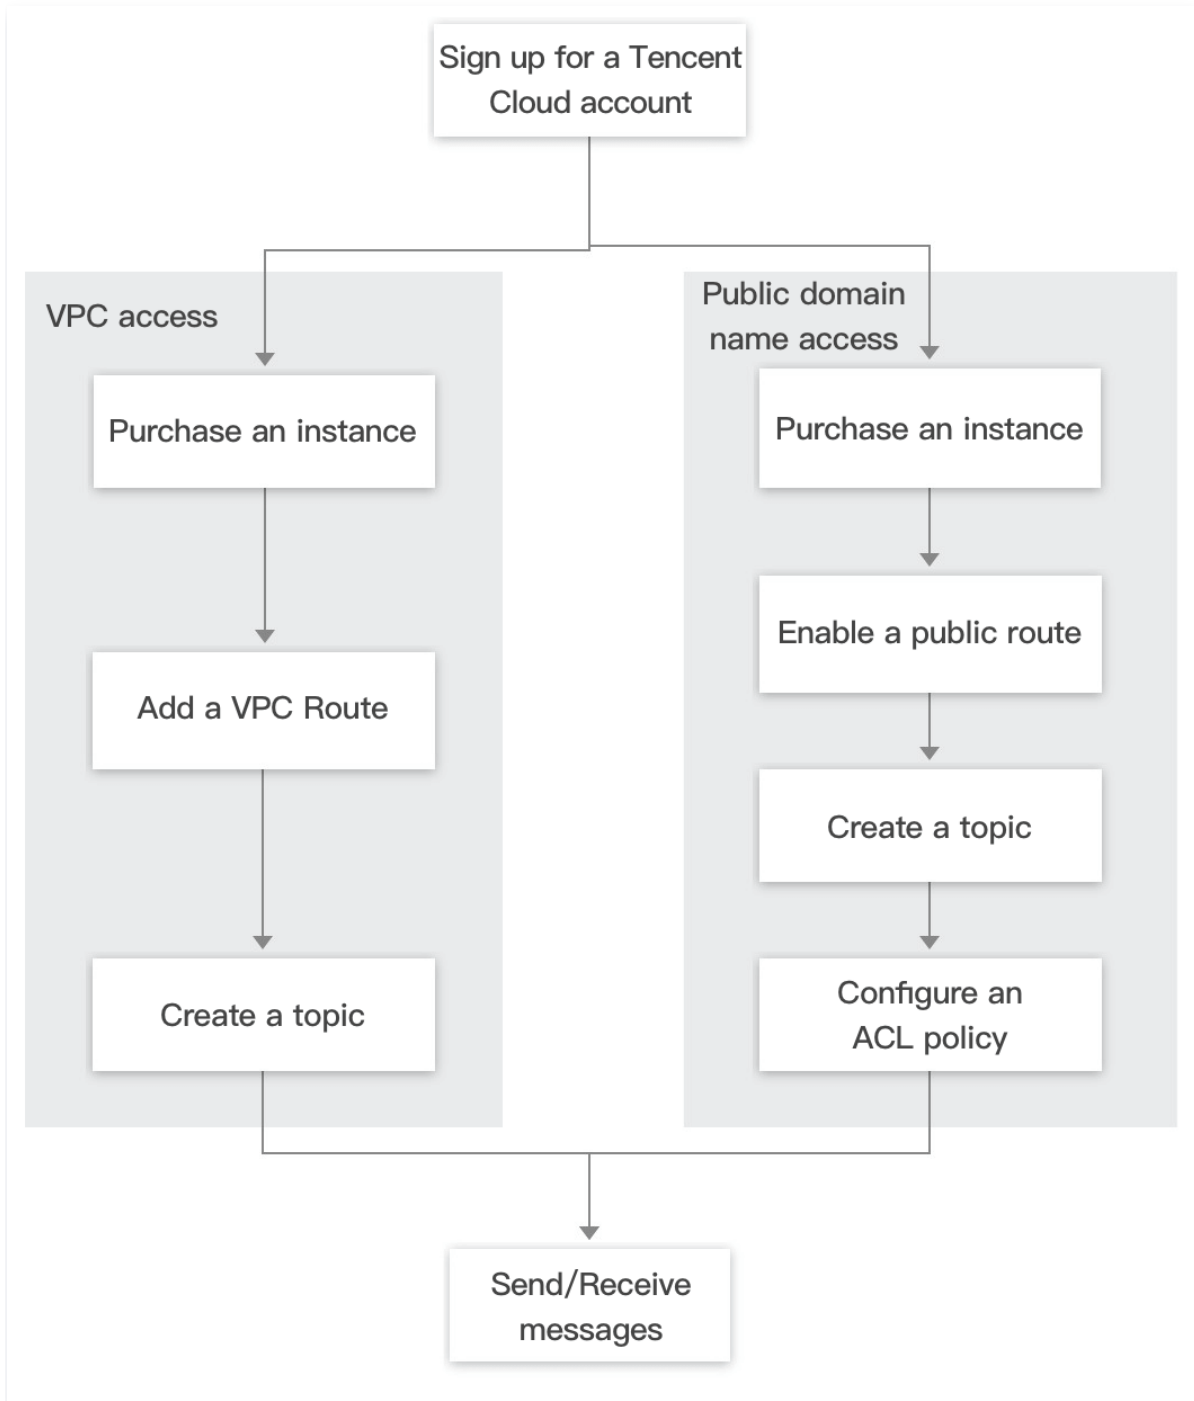 Sign up for a Tencent
Cloud account
VPC access
Purchase an instance
Add a VPC Route
Create a topic
Public domain
name access
Purchase an instance
Enable a public route
Create a topic
Configure an
ACL policy
Send/Receive
messages